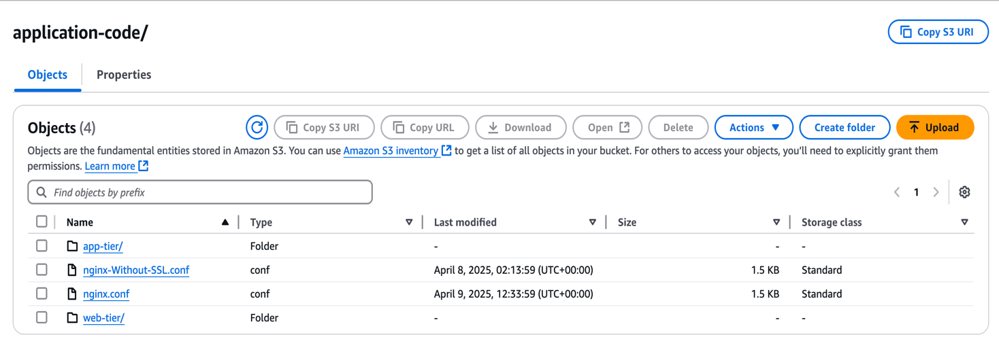 application-code/
Copy S3 URI
Objects
Properties
Objects (4)
Copy S3 URI
Copy URL
Download
Open
Delete
Actions
Create folder
Upload
Objects are the fundamental entities stored in Amazon S3. You can use Amazon S3 inventory to get a list of all objects in your bucket. For others to access your objects, you'll need to explicitly grant them
permissions. Learn more
Find objects by prefix
1
Name Type Last modified Size Storage class
app-tier/ Folder - - -
nginx-Without-SSL.conf conf April 8, 2025, 02:13:59 (UTC+00:00) 1.5 KB Standard
nginx.conf conf April 9, 2025, 12:33:59 (UTC+00:00) 1.5 KB Standard
web-tier/ Folder - - -